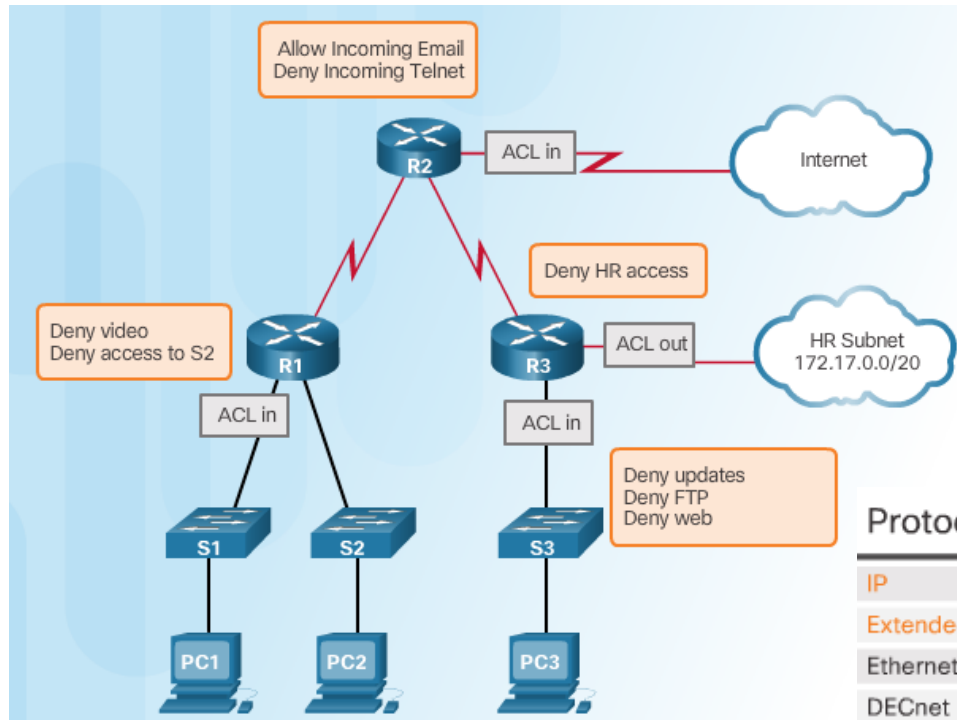 Allow Incoming Email
Deny Incoming Telnet
R2
ACL in
Internet
Deny HR access
Deny video
Deny access to S2
R1
R3
ACL out
HR Subnet
172.17.0.0/20
ACL in
ACL in
Deny updates
Deny FTP
Deny web
S1
S2
S3
IP
Ethernet
DECnet
PC1
PC2
PC3